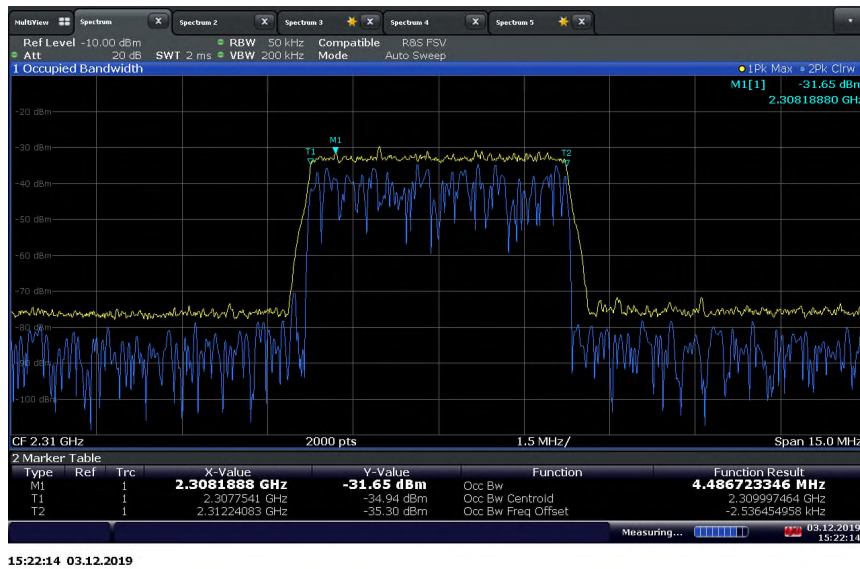 MultiView Spectrum X Spectrum 2 X Spectrum 3 X Spectrum 4 X Spectrum 5 X
Ref Level -10.00 dBm RBW 50 kHz Compatible R&S FSV
Att 20 dB SWT 2 ms VBW 200 kHz Mode Auto Sweep
1 Occupied Bandwidth 1Pk Max 2Pk Clrw
M1[1] -31.65 dBm
2.30818880 GHz
-20 dBm
-30 dBm
M1
T1 T2
-40 dBm
-50 dBm
-60 dBm
-70 dBm
-80 dBm
-90 dBm
-100 dBm
CF 2.31 GHz 2000 pts 1.5 MHz/ Span 15.0 MHz
2 Marker Table
Type Ref Trc X-Value Y-Value Function Function Result
M1 1 2.3081888 GHz -31.65 dBm Occ Bw 4.486723346 MHz
T1 1 2.3077541 GHz -34.94 dBm Occ Bw Centroid 2.309997464 GHz
T2 1 2.31224083 GHz -35.30 dBm Occ Bw Freq Offset -2.536454958 kHz
Measuring... 03.12.2019
15:22:14
15:22:14 03.12.2019